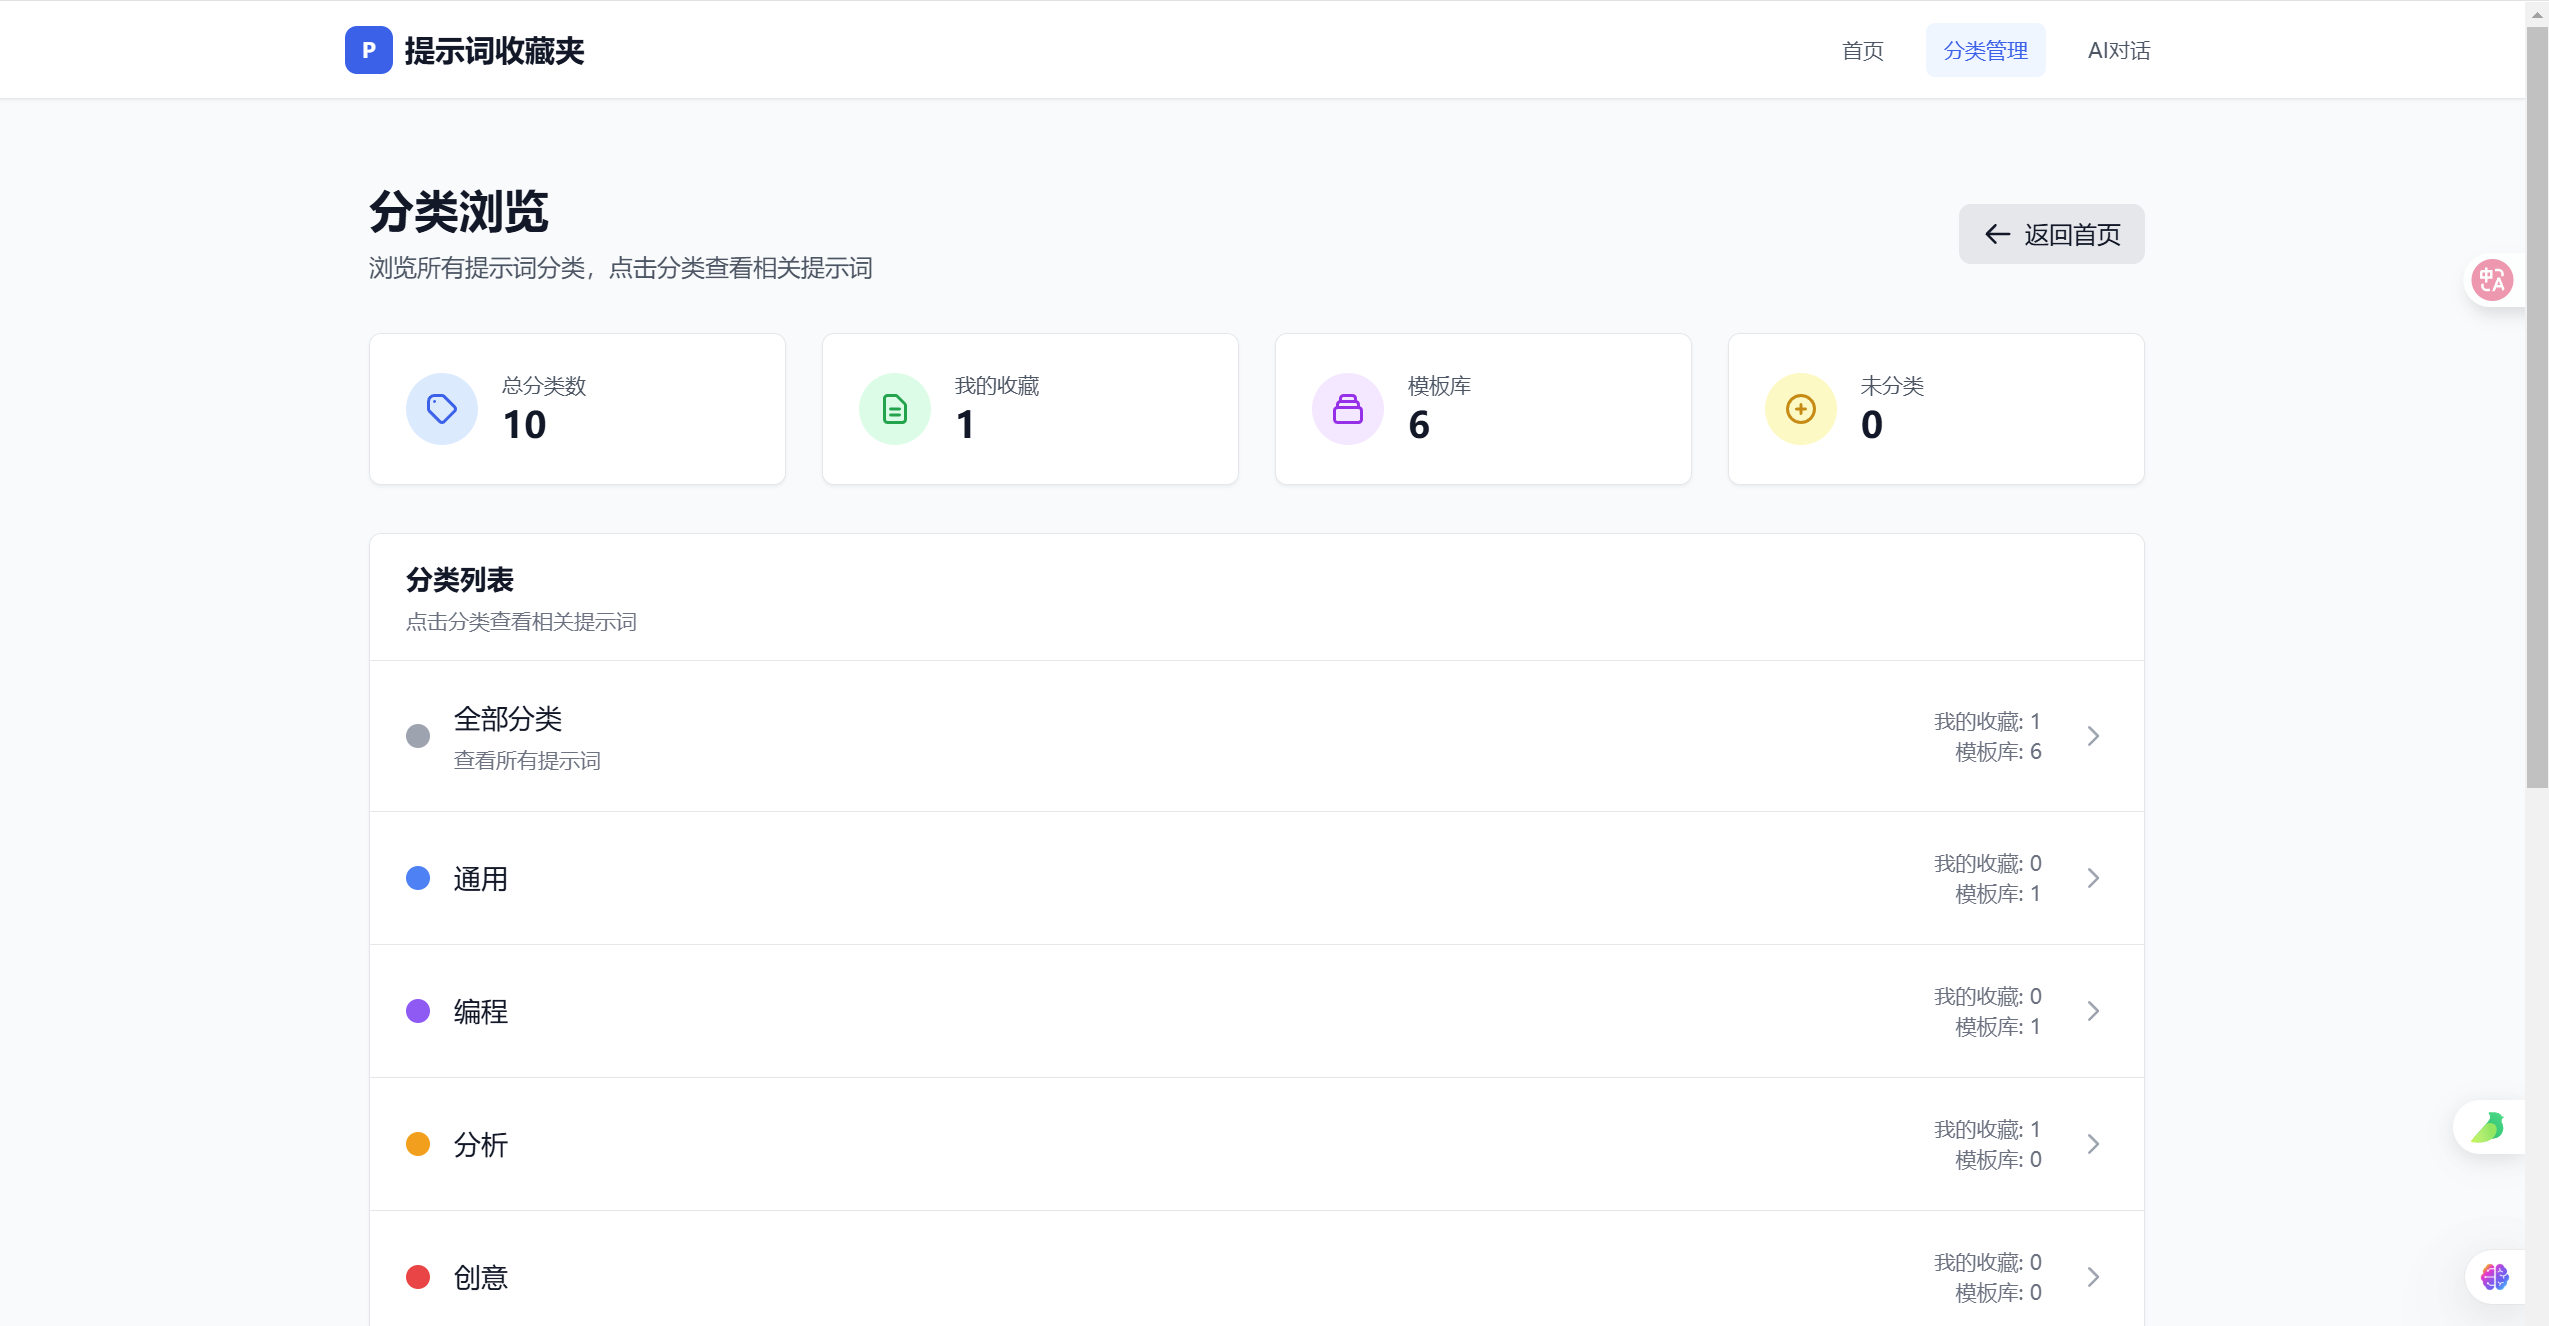 P 提示词收藏夹
首页 分类管理 AI对话
分类浏览
浏览所有提示词分类，点击分类查看相关提示词
返回首页
总分类数
10
我的收藏
1
模板库
6
未分类
0
分类列表
点击分类查看相关提示词
全部分类
查看所有提示词
我的收藏: 1
模板库: 6
通用
我的收藏: 0
模板库: 1
编程
我的收藏: 0
模板库: 1
分析
我的收藏: 1
模板库: 0
创意
我的收藏: 0
模板库: 0
中A